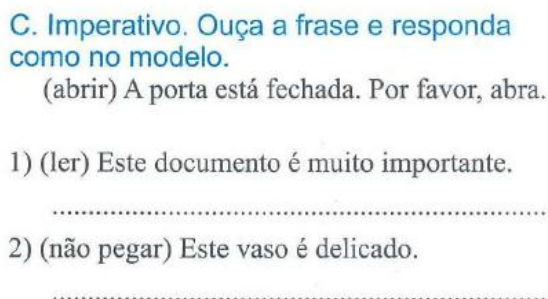 C. Imperativo. Ouça a frase e responda
como no modelo.
(abrir) A porta está fechada. Por favor, abra.
1) (ler) Este documento é muito importante.
................................................................
2) (não pegar) Este vaso é delicado.
................................................................